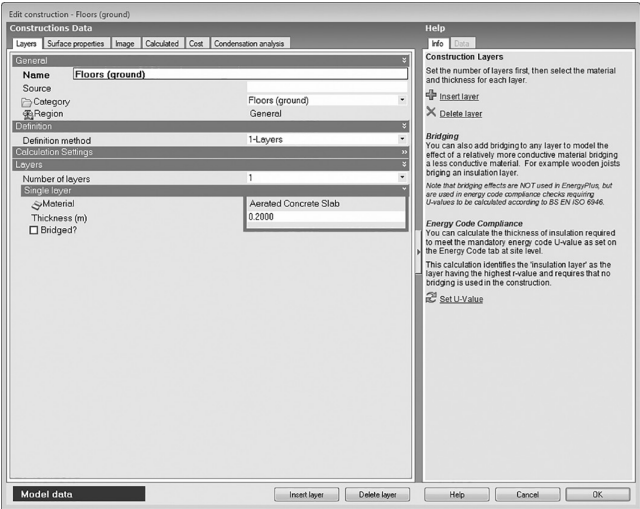 Edit construction - Floors (ground)
Constructions Data
Layers Surface properties Image Calculated Cost Condensation analysis
General
Name Floors (ground)
Source
Category Floors (ground)
Region General
Definition
Definition method 1-Layers
Calculation Settings
Layers
Number of layers 1
Single layer
Material Aerated Concrete Slab
Thickness (m) 0.2000
Bridged?
Model data
Insert layer Delete layer
Help
Info Data
Construction Layers
Set the number of layers first, then select the material
and thickness for each layer.
Insert layer
Delete layer
Bridging
You can also add bridging to any layer to model the
effect of a relatively more conductive material bridging
a less conductive material. For example wooden joists
briging an insulation layer.
Note that bridging effects are NOT used in EnergyPlus, but
are used in energy code compliance checks requiring
U-values to be calculated according to BS EN ISO 6946.
Energy Code Compliance
You can calculate the thickness of insulation required
to meet the mandatory energy code U-value as set on
the Energy Code tab at site level.
This calculation identifies the 'insulation layer' as the
layer having the highest r-value and requires that no
bridging is used in the construction.
Set U-Value
Help Cancel OK